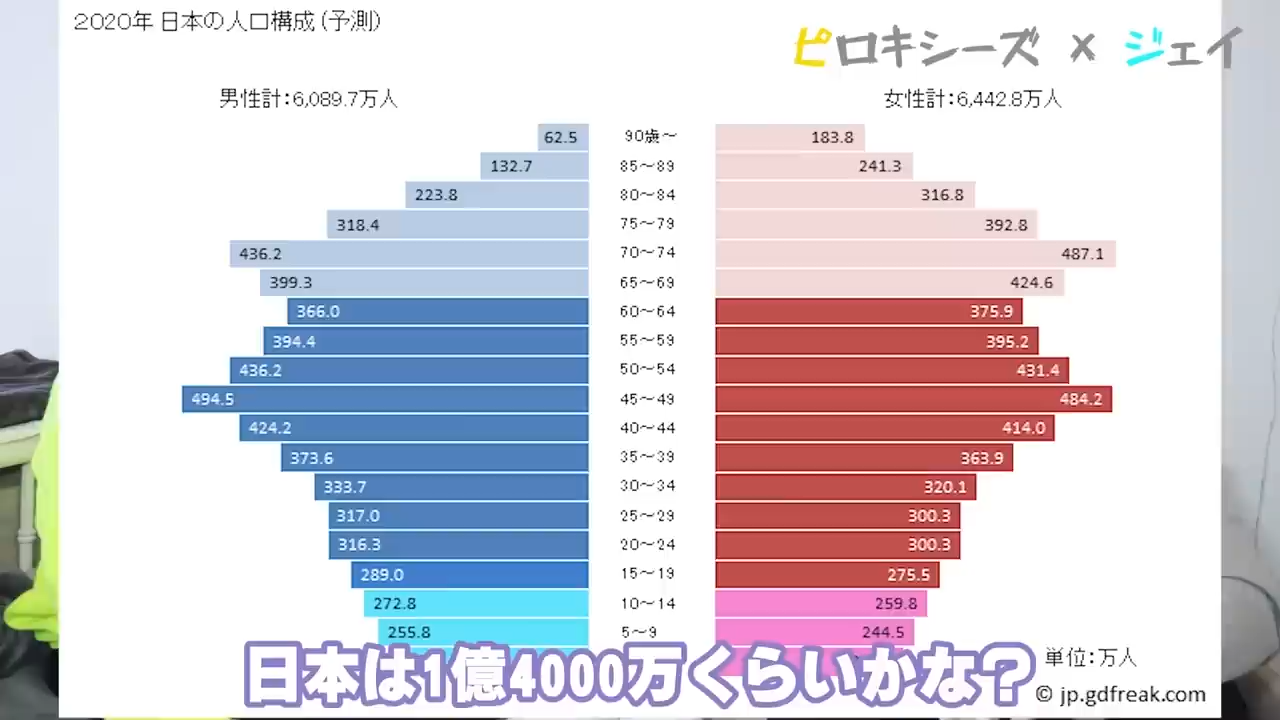 2020年 日本の人口構成 (予測)
ピロキシーズ × ジェイ
男性計：6,089.7万人 女性計：6,442.8万人
62.5 90歳～ 183.8
132.7 85～89 241.3
223.8 80～84 316.8
318.4 75～79 392.8
436.2 70～74 487.1
399.3 65～69 424.6
366.0 60～64 375.9
394.4 55～59 395.2
436.2 50～54 431.4
494.5 45～49 484.2
424.2 40～44 414.0
373.6 35～39 363.9
333.7 30～34 320.1
317.0 25～29 300.3
316.3 20～24 300.3
289.0 15～19 275.5
272.8 10～14 259.8
255.8 5～9 244.5
単位：万人
日本は1億4000万くらいかな？
© jp.gdfreak.com